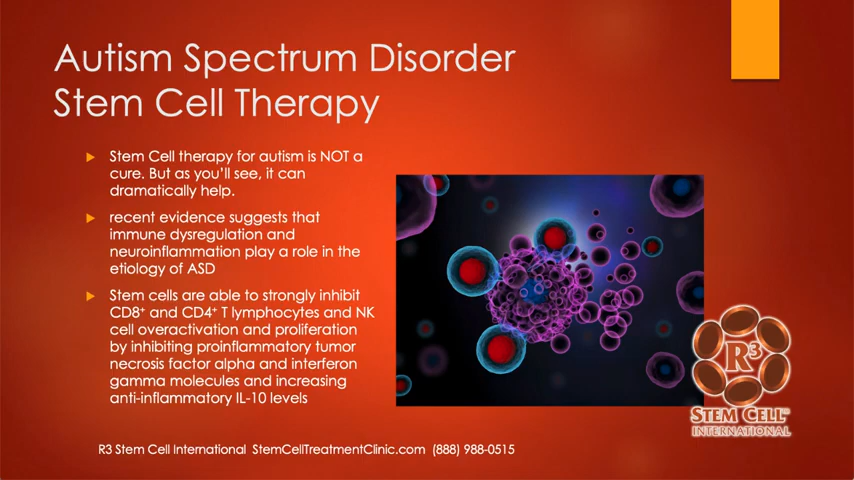 Autism Spectrum Disorder
Stem Cell Therapy
Stem Cell therapy for autism is NOT a
cure. But as you'll see, it can
dramatically help.
recent evidence suggests that
immune dysregulation and
neuroinflammation play a role in the
etiology of ASD
Stem cells are able to strongly inhibit
CD8⁺ and CD4⁺ T lymphocytes and NK
cell overactivation and proliferation
by inhibiting proinflammatory tumor
necrosis factor alpha and interferon
gamma molecules and increasing
anti-inflammatory IL-10 levels
R³
STEM CELL™
INTERNATIONAL
R3 Stem Cell International StemCellTreatmentClinic.com (888) 988-0515